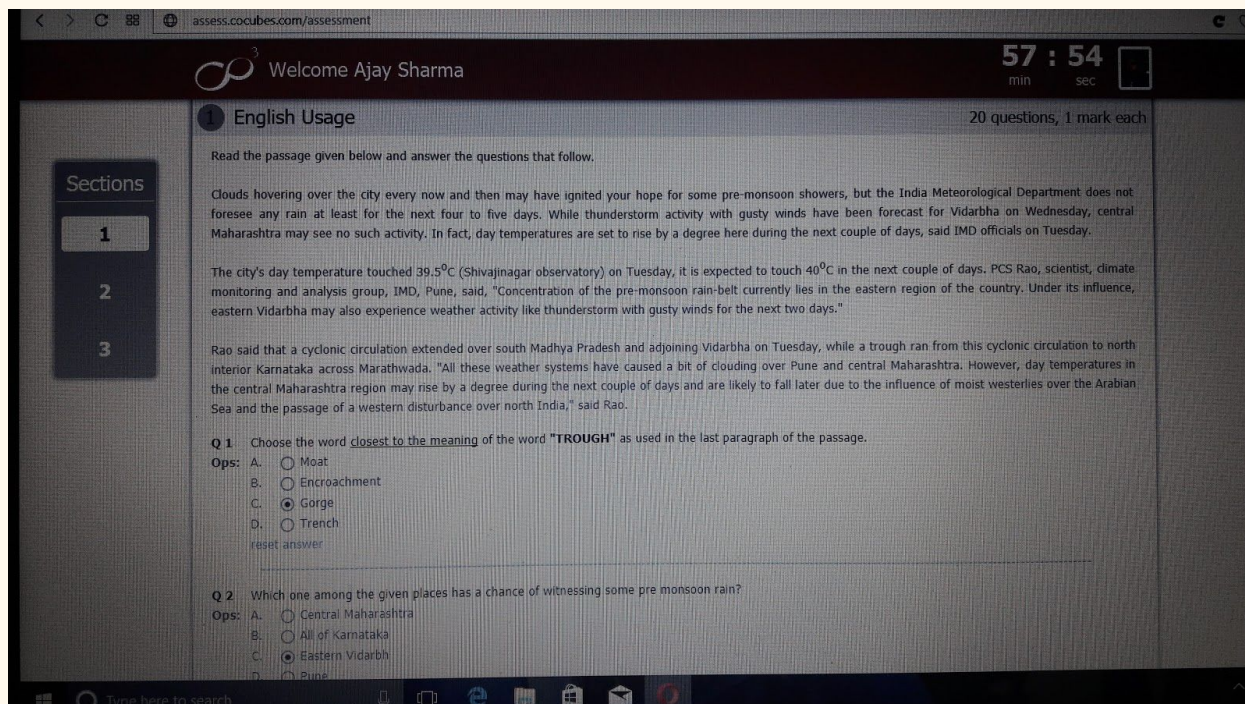 assess.cocubes.com/assessment
3
Welcome Ajay Sharma
57 : 54
min sec
1 English Usage
20 questions, 1 mark each
Sections
1
2
3
Read the passage given below and answer the questions that follow.
Clouds hovering over the city every now and then may have ignited your hope for some pre-monsoon showers, but the India Meteorological Department does not
foresee any rain at least for the next four to five days. While thunderstorm activity with gusty winds have been forecast for Vidarbha on Wednesday, central
Maharashtra may see no such activity. In fact, day temperatures are set to rise by a degree here during the next couple of days, said IMD officials on Tuesday.
The city's day temperature touched 39.5⁰C (Shivajinagar observatory) on Tuesday, it is expected to touch 40⁰C in the next couple of days. PCS Rao, scientist, climate
monitoring and analysis group, IMD, Pune, said, "Concentration of the pre-monsoon rain-belt currently lies in the eastern region of the country. Under its influence,
eastern Vidarbha may also experience weather activity like thunderstorm with gusty winds for the next two days."
Rao said that a cyclonic circulation extended over south Madhya Pradesh and adjoining Vidarbha on Tuesday, while a trough ran from this cyclonic circulation to north
interior Karnataka across Marathwada. "All these weather systems have caused a bit of clouding over Pune and central Maharashtra. However, day temperatures in
the central Maharashtra region may rise by a degree during the next couple of days and are likely to fall later due to the influence of moist westerlies over the Arabian
Sea and the passage of a western disturbance over north India," said Rao.
Q 1 Choose the word closest to the meaning of the word "TROUGH" as used in the last paragraph of the passage.
Ops: A. Moat
B. Encroachment
C. Gorge
D. Trench
reset answer
Q 2 Which one among the given places has a chance of witnessing some pre monsoon rain?
Ops: A. Central Maharashtra
B. All of Karnataka
C. Eastern Vidarbh
D. Pune
Type here to search